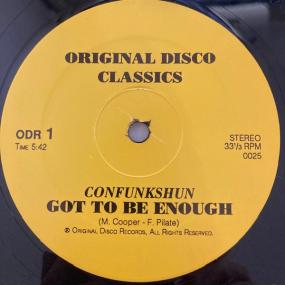 ORIGINAL DISCO
CLASSICS
ODR 1
TIME 5:42
STEREO
33⅓ RPM
0025
CONFUNKSHUN
GOT TO BE ENOUGH
(M. Cooper - F. Pilate)
® ORIGINAL DISCO RECORDS, ALL RIGHTS RESERVED.